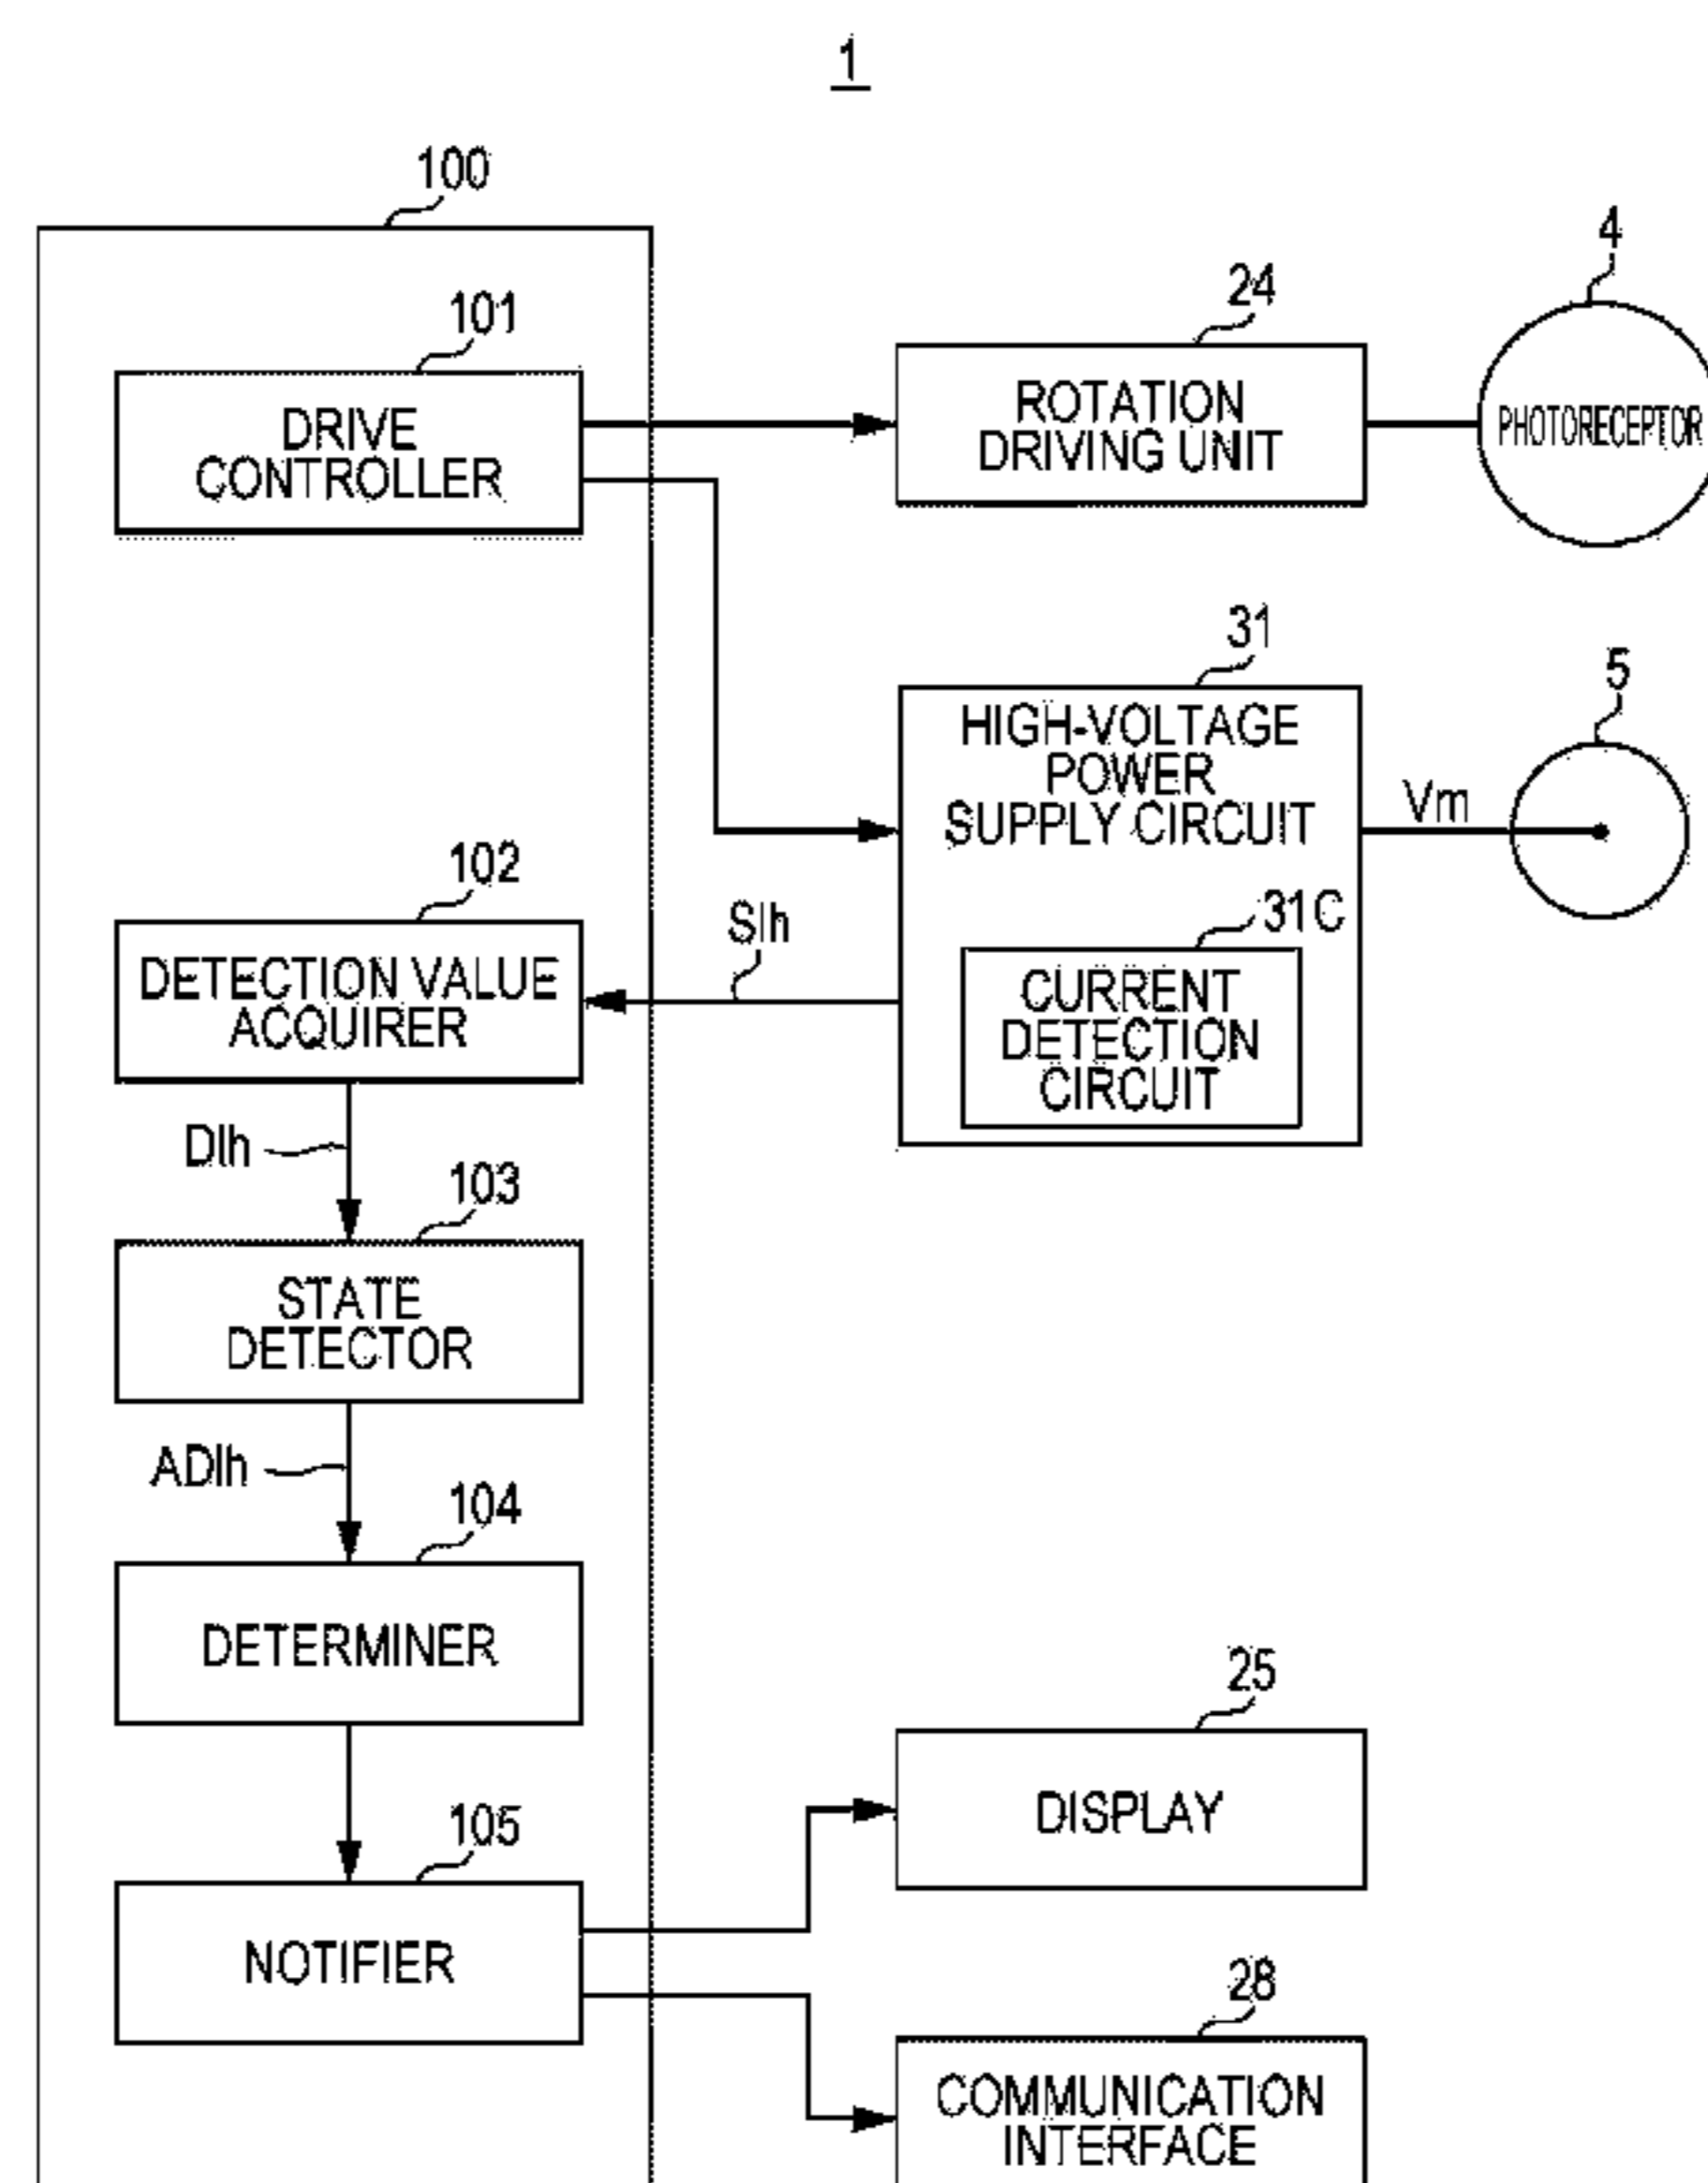 1
100
101
DRIVE
CONTROLLER
24
ROTATION
DRIVING UNIT
4
PHOTORECEPTOR
31
HIGH-VOLTAGE
POWER
SUPPLY CIRCUIT
Vm
5
31C
CURRENT
DETECTION
CIRCUIT
SIh
102
DETECTION VALUE
ACQUIRER
DIh
103
STATE
DETECTOR
ADIh
104
DETERMINER
105
NOTIFIER
25
DISPLAY
28
COMMUNICATION
INTERFACE